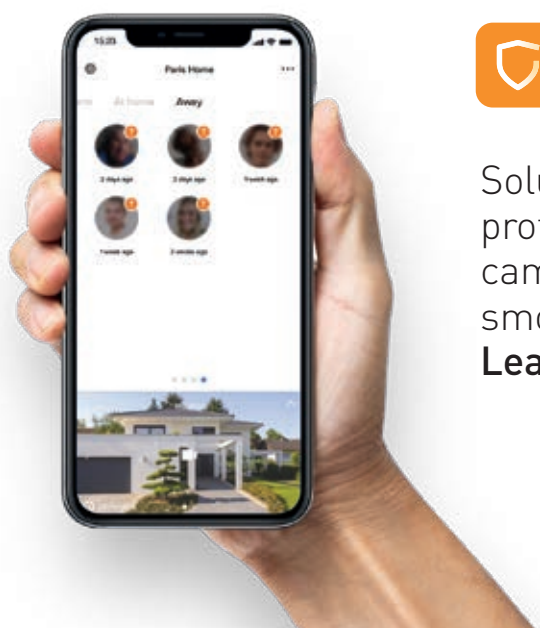 15:23
Paris Home
At home
Away
2 days ago
2 days ago
1 week ago
1 week ago
2 weeks ago
Solu
prot
cam
smo
Lea